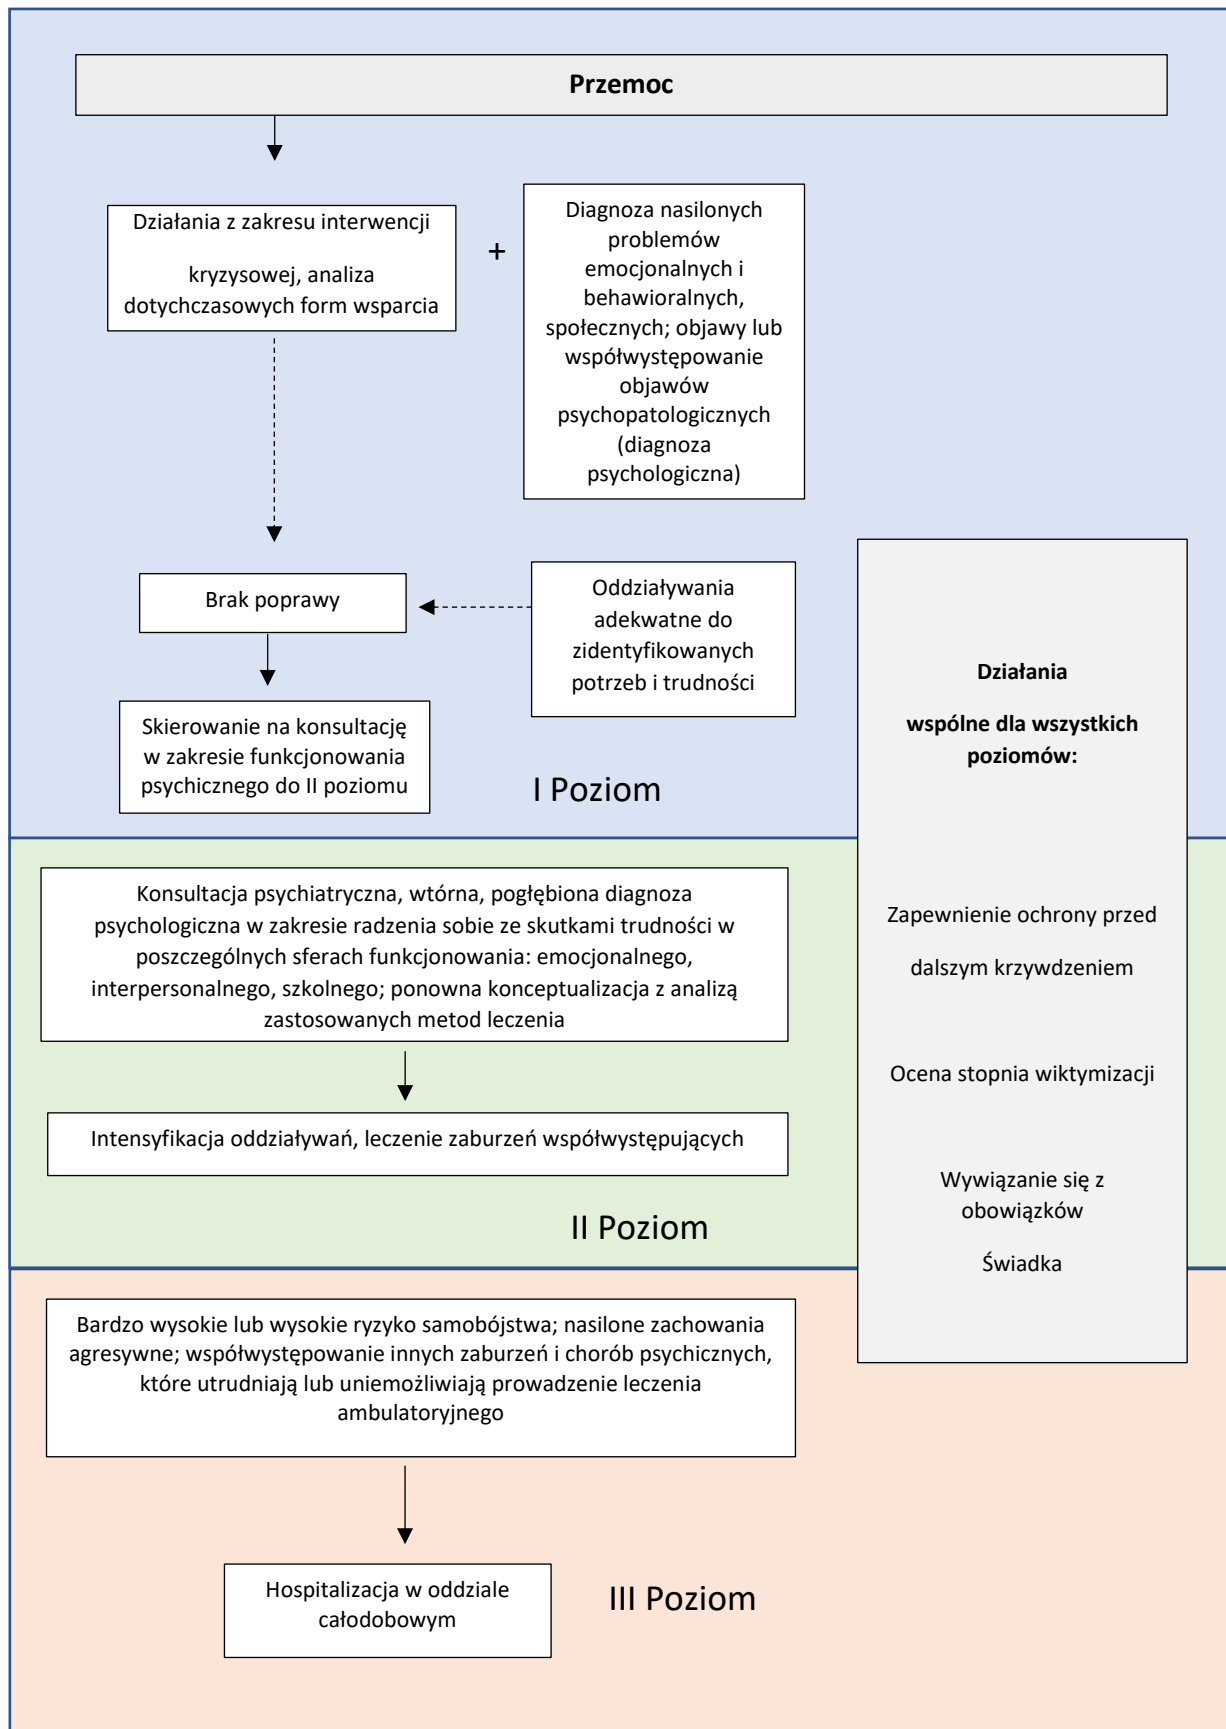 Przemoc
Działania z zakresu interwencji
kryzysowej, analiza
dotychczasowych form wsparcia
+
Diagnoza nasilonych
problemów
emocjonalnych i
behawioralnych,
społecznych; objawy lub
współwystępowanie
objawów
psychopatologicznych
(diagnoza
psychologiczna)
Brak poprawy
Oddziaływania
adekwatne do
zidentyfikowanych
potrzeb i trudności
Skierowanie na konsultację
w zakresie funkcjonowania
psychicznego do II poziomu
I Poziom
Działania
wspólne dla wszystkich
poziomów:
Zapewnienie ochrony przed
dalszym krzywdzeniem
Ocena stopnia wiktymizacji
Wywiązanie się z
obowiązków
Świadka
Konsultacja psychiatryczna, wtórna, pogłębiona diagnoza
psychologiczna w zakresie radzenia sobie ze skutkami trudności w
poszczególnych sferach funkcjonowania: emocjonalnego,
interpersonalnego, szkolnego; ponowna konceptualizacja z analizą
zastosowanych metod leczenia
Intensyfikacja oddziaływań, leczenie zaburzeń współwystępujących
II Poziom
Bardzo wysokie lub wysokie ryzyko samobójstwa; nasilone zachowania
agresywne; współwystępowanie innych zaburzeń i chorób psychicznych,
które utrudniają lub uniemożliwiają prowadzenie leczenia
ambulatoryjnego
Hospitalizacja w oddziale
całodobowym
III Poziom